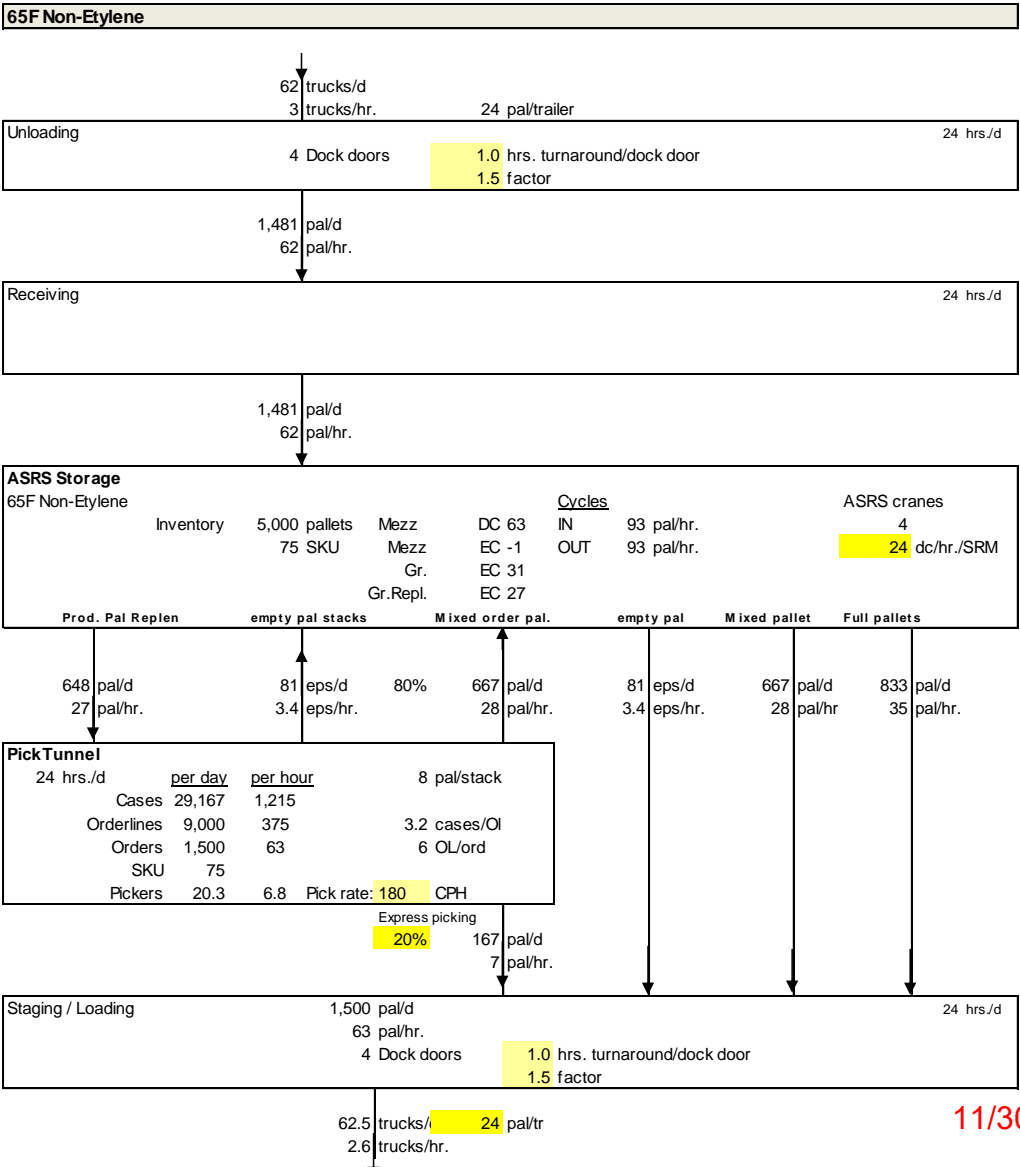 65F Non-Etylene
62 trucks/d
3 trucks/hr. 24 pal/trailer
Unloading 24 hrs./d
4 Dock doors 1.0 hrs. turnaround/dock door
1.5 factor
1,481 pal/d
62 pal/hr.
Receiving 24 hrs./d
1,481 pal/d
62 pal/hr.
ASRS Storage
65F Non-Etylene Cycles ASRS cranes
Inventory 5,000 pallets Mezz DC 63 IN 93 pal/hr. 4
75 SKU Mezz EC -1 OUT 93 pal/hr. 24 dc/hr./SRM
Gr. EC 31
Gr.Repl. EC 27
Prod. Pal Replen empty pal stacks Mixed order pal. empty pal Mixed pallet Full pallets
648 pal/d 81 eps/d 80% 667 pal/d 81 eps/d 667 pal/d 833 pal/d
27 pal/hr. 3.4 eps/hr. 28 pal/hr. 3.4 eps/hr. 28 pal/hr 35 pal/hr.
Pick Tunnel
24 hrs./d per day per hour 8 pal/stack
Cases 29,167 1,215
Orderlines 9,000 375 3.2 cases/Ol
Orders 1,500 63 6 OL/ord
SKU 75
Pickers 20.3 6.8 Pick rate: 180 CPH
Express picking
20% 167 pal/d
7 pal/hr.
Staging / Loading 1,500 pal/d 24 hrs./d
63 pal/hr.
4 Dock doors 1.0 hrs. turnaround/dock door
1.5 factor
62.5 trucks/ 24 pal/tr
2.6 trucks/hr.
11/30